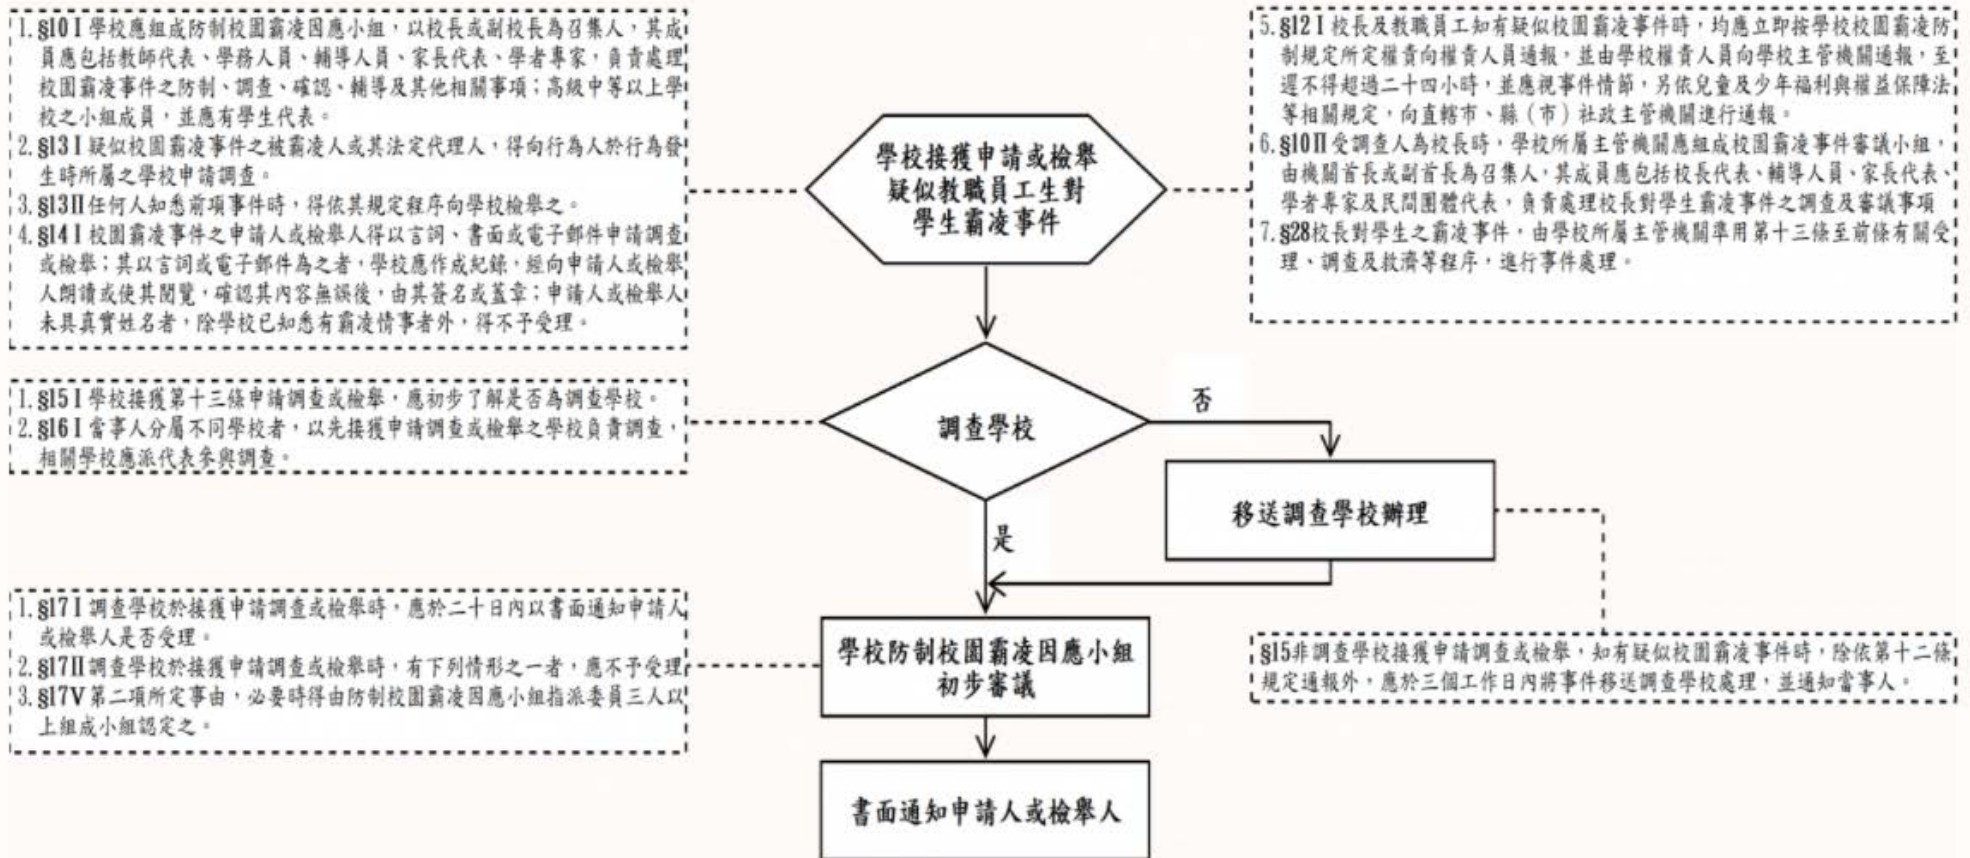 1. §10 I 學校應組成防制校園霸凌因應小組，以校長或副校長為召集人，其成
員應包括教師代表、學務人員、輔導人員、家長代表、學者專家，負責處理
校園霸凌事件之防制、調查、確認、輔導及其他相關事項；高級中等以上學
校之小組成員，並應有學生代表。
2. §13 I 疑似校園霸凌事件之被霸凌人或其法定代理人，得向行為人於行為發
生時所屬之學校申請調查。
3. §13II任何人知悉前項事件時，得依其規定程序向學校檢舉之。
4. §14 I 校園霸凌事件之申請人或檢舉人得以言詞、書面或電子郵件申請調查
或檢舉；其以言詞或電子郵件為之者，學校應作成紀錄，經向申請人或檢舉
人朗讀或使其閱覽，確認其內容無誤後，由其簽名或蓋章；申請人或檢舉人
未具真實姓名者，除學校已知悉有霸凌情事者外，得不予受理。
學校接獲申請或檢舉
疑似教職員工生對
學生霸凌事件
5. §12 I 校長及教職員工知有疑似校園霸凌事件時，均應立即按學校校園霸凌防
制規定所定權責向權責人員通報，並由學校權責人員向學校主管機關通報，至
遲不得超過二十四小時，並應視事件情節，另依兒童及少年福利與權益保障法
等相關規定，向直轄市、縣（市）社政主管機關進行通報。
6. §10II 受調查人為校長時，學校所屬主管機關應組成校園霸凌事件審議小組，
由機關首長或副首長為召集人，其成員應包括校長代表、輔導人員、家長代表、
學者專家及民間團體代表，負責處理校長對學生霸凌事件之調查及審議事項
7. §28校長對學生之霸凌事件，由學校所屬主管機關準用第十三條至前條有關受
理、調查及救濟等程序，進行事件處理。
1. §15 I 學校接獲第十三條申請調查或檢舉，應初步了解是否為調查學校。
2. §16 I 當事人分屬不同學校者，以先接獲申請調查或檢舉之學校負責調查，
相關學校應派代表參與調查。
調查學校
否
移送調查學校辦理
是
1. §17 I 調查學校於接獲申請調查或檢舉時，應於二十日內以書面通知申請人
或檢舉人是否受理。
2. §17II調查學校於接獲申請調查或檢舉時，有下列情形之一者，應不予受理
3. §17V 第二項所定事由，必要時得由防制校園霸凌因應小組指派委員三人以
上組成小組認定之。
學校防制校園霸凌因應小組
初步審議
§15非調查學校接獲申請調查或檢舉，知有疑似校園霸凌事件時，除依第十二條
規定通報外，應於三個工作日內將事件移送調查學校處理，並通知當事人。
書面通知申請人或檢舉人